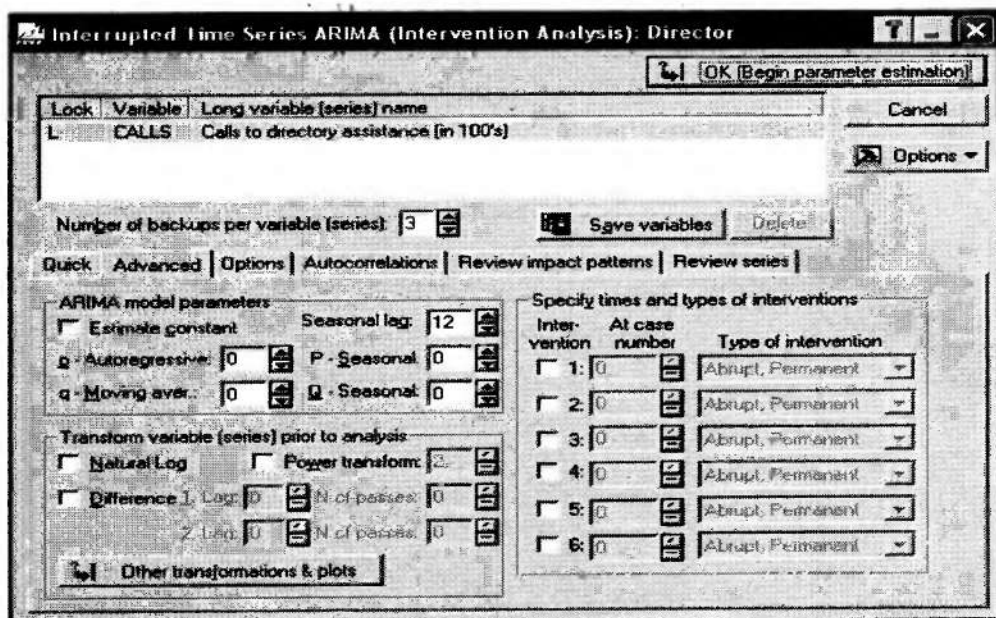 Interrupted Time Series ARIMA (Intervention Analysis): Director
OK (Begin parameter estimation)
Lock Variable Long variable (series) name
L CALLS Calls to directory assistance (in 100's)
Cancel
Options
Number of backups per variable (series): 3
Save variables Delete
Quick Advanced Options Autocorrelations Review impact patterns Review series
ARIMA model parameters
Estimate constant Seasonal lag: 12
p - Autoregressive: 0 P - Seasonal: 0
q - Moving aver.: 0 Q - Seasonal: 0
Transform variable (series) prior to analysis
Natural Log Power transform: 2.
Difference 1. Lag: 0 N of passes: 0
2. Lag: 0 N of passes: 0
Other transformations & plots
Specify times and types of interventions
Inter-vention At case number Type of intervention
1: 0 Abrupt, Permanent
2: 0 Abrupt, Permanent
3: 0 Abrupt, Permanent
4: 0 Abrupt, Permanent
5: 0 Abrupt, Permanent
6: 0 Abrupt, Permanent